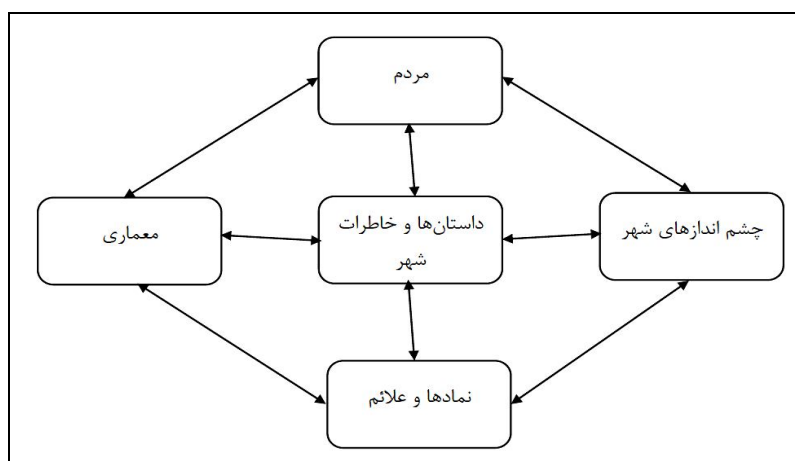 مردم
چشم اندازهای شهر
داستان‌ها و خاطرات
شهر
معماری
نمادها و علائم